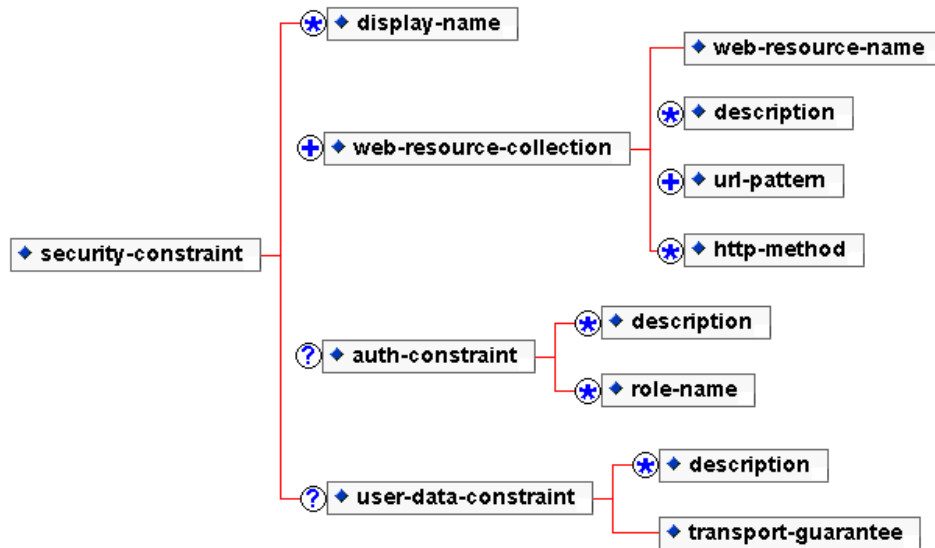 * display-name
web-resource-name
* description
+ web-resource-collection
+ url-pattern
security-constraint
* http-method
* description
? auth-constraint
* role-name
* description
? user-data-constraint
transport-guarantee